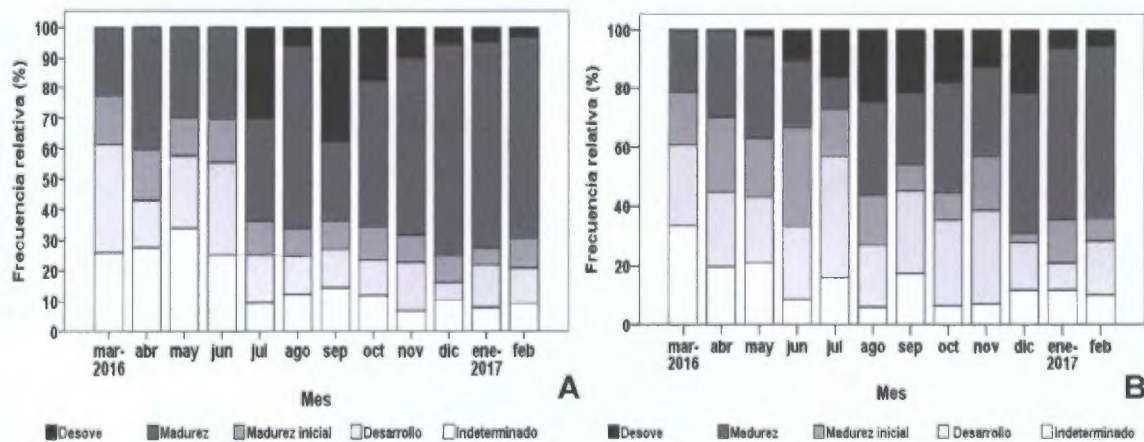 Frecuencia relativa (%)
100
90
80
70
60
50
40
30
20
10
0
mar-2016 abr may jun jul ago sep oct nov dic ene-2017 feb
Mes
A
Desove Madurez Madurez inicial Desarrollo Indeterminado
Frecuencia relativa (%)
100
80
60
40
20
0
mar-2016 abr may jun jul ago sep oct nov dic ene-2017 feb
Mes
B
Desove Madurez Madurez inicial Desarrollo Indeterminado